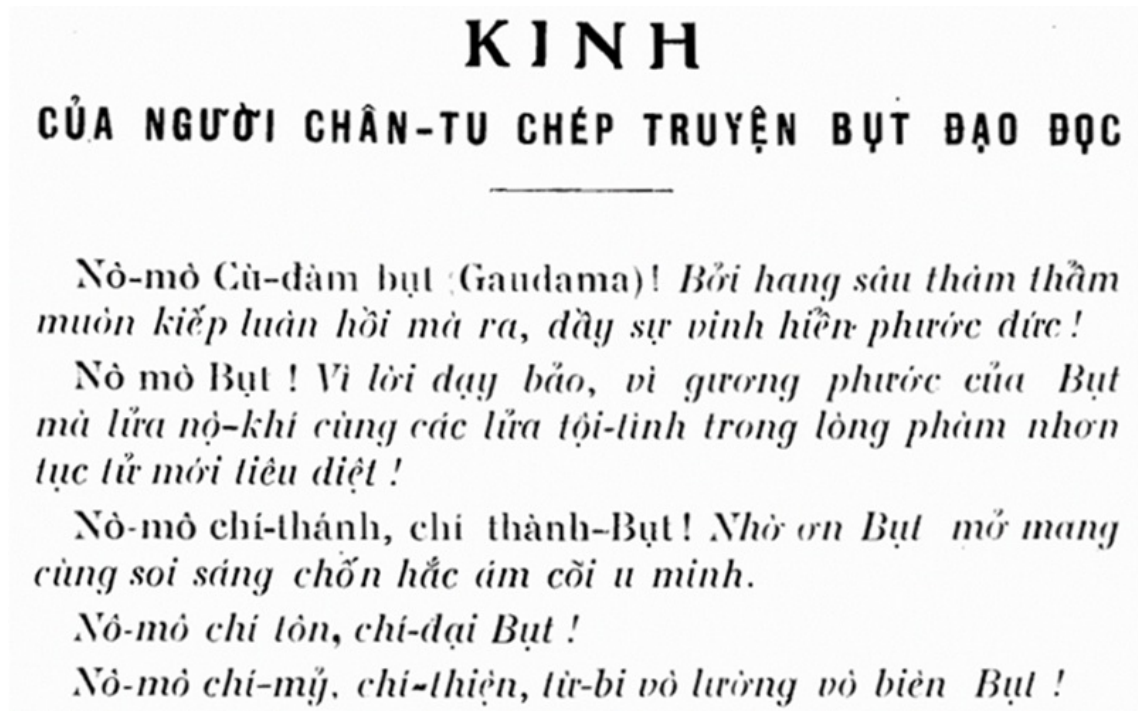 KINH
CỦA NGƯỜI CHÂN-TU CHÉP TRUYỆN BỤT ĐẠO ĐỌC
Nô-mô Cù-đàm bụt (Gaudama)! Bởi hang sâu thăm thẳm
muôn kiếp luân hồi mà ra, đầy sự vinh hiển phước đức !
Nô mô Bụt ! Vì lời dạy bảo, vì gương phước của Bụt
mà lửa nộ-khí cùng các lửa tội-tình trong lòng phàm nhơn
tục tử mới tiêu diệt !
Nô-mô chí-thánh, chí thành-Bụt! Nhờ ơn Bụt mở mang
cùng soi sáng chốn hắc ám cõi u minh.
Nô-mô chí tôn, chí-đại Bụt !
Nô-mô chí-mỹ, chí-thiện, từ-bi vô lường vô biên Bụt !